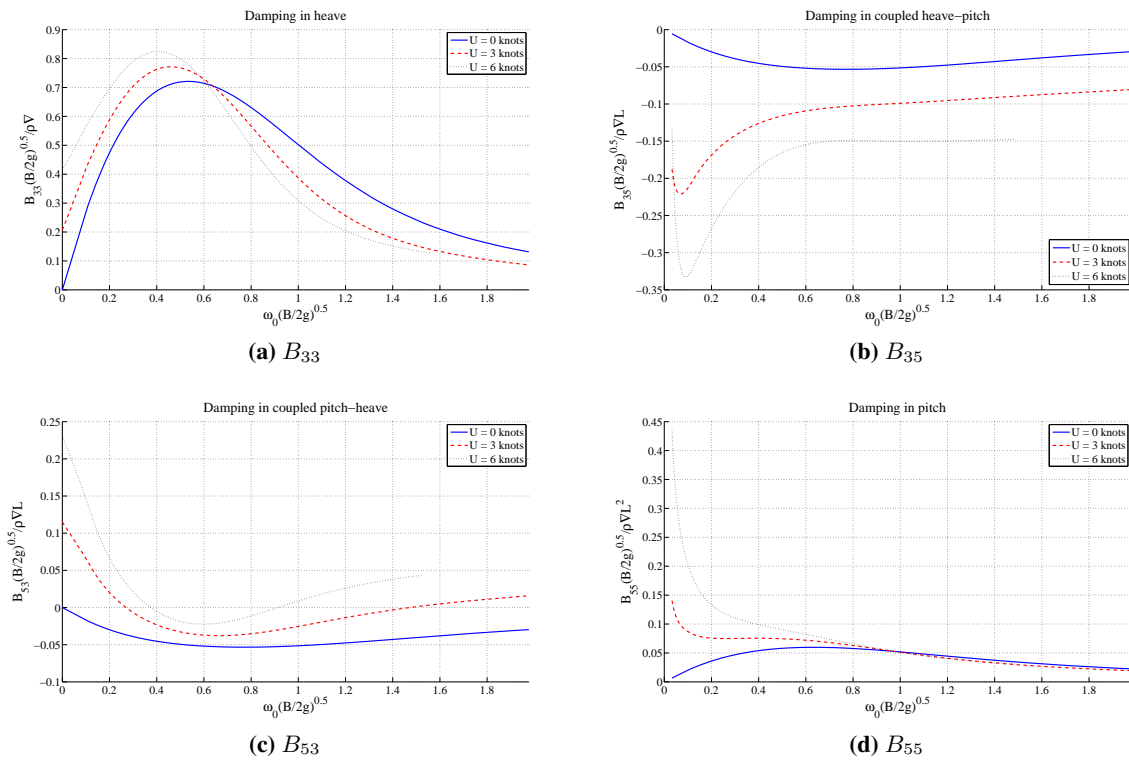 Damping in heave
0.9
0.8
0.7
0.6
0.5
0.4
0.3
0.2
0.1
0
B₃₃(B/2g)^0.5/ρ∇
U = 0 knots
U = 3 knots
U = 6 knots
0 0.2 0.4 0.6 0.8 1 1.2 1.4 1.6 1.8
ω₀(B/2g)^0.5
(a) B₃₃
Damping in coupled heave−pitch
0
−0.05
−0.1
−0.15
−0.2
−0.25
−0.3
−0.35
B₃₅(B/2g)^0.5/ρ∇L
U = 0 knots
U = 3 knots
U = 6 knots
0 0.2 0.4 0.6 0.8 1 1.2 1.4 1.6 1.8
ω₀(B/2g)^0.5
(b) B₃₅
Damping in coupled pitch−heave
0.25
0.2
0.15
0.1
0.05
0
−0.05
−0.1
B₅₃(B/2g)^0.5/ρ∇L
U = 0 knots
U = 3 knots
U = 6 knots
0 0.2 0.4 0.6 0.8 1 1.2 1.4 1.6 1.8
ω₀(B/2g)^0.5
(c) B₅₃
Damping in pitch
0.45
0.4
0.35
0.3
0.25
0.2
0.15
0.1
0.05
0
B₅₅(B/2g)^0.5/ρ∇L²
U = 0 knots
U = 3 knots
U = 6 knots
0 0.2 0.4 0.6 0.8 1 1.2 1.4 1.6 1.8
ω₀(B/2g)^0.5
(d) B₅₅